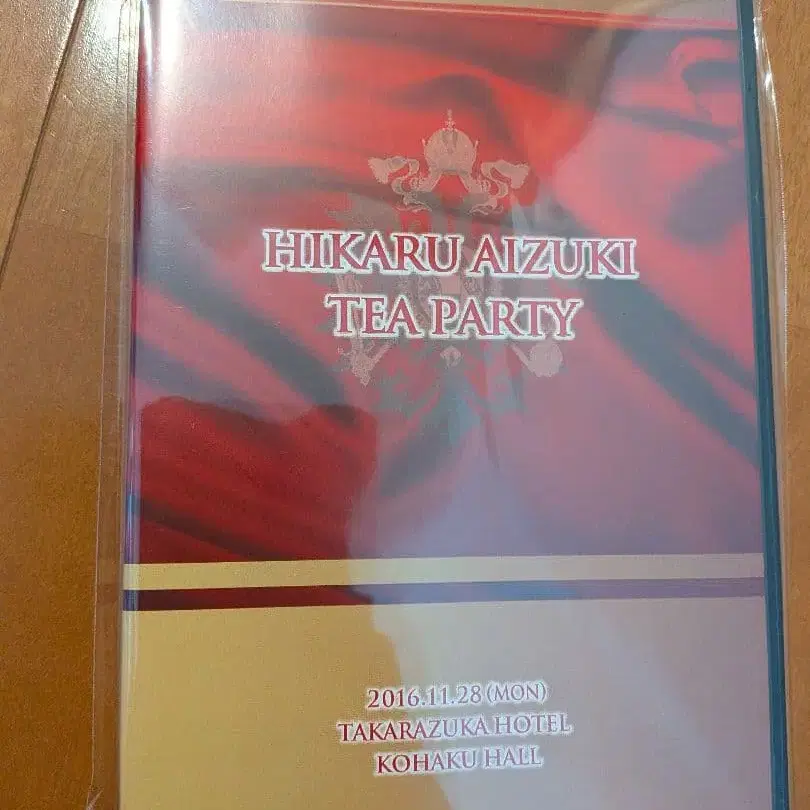 HIKARU AIZUKI
TEA PARTY
2016.11.28 (MON)
TAKARAZUKA HOTEL
KOHAKU HALL